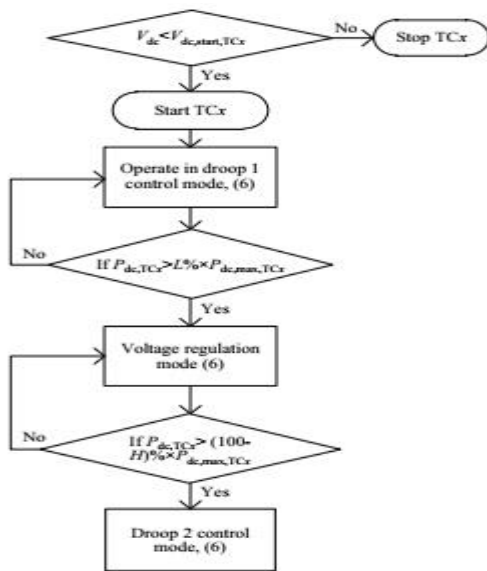 V_dc<V_dc,start,TCx
No
Stop TCx
Yes
Start TCx
Operate in droop 1
control mode, (6)
No
If P_dc,TCx>L%×P_dc,max,TCx
Yes
Voltage regulation
mode (6)
No
If P_dc,TCx> (100-
H)%×P_dc,max,TCx
Yes
Droop 2 control
mode, (6)